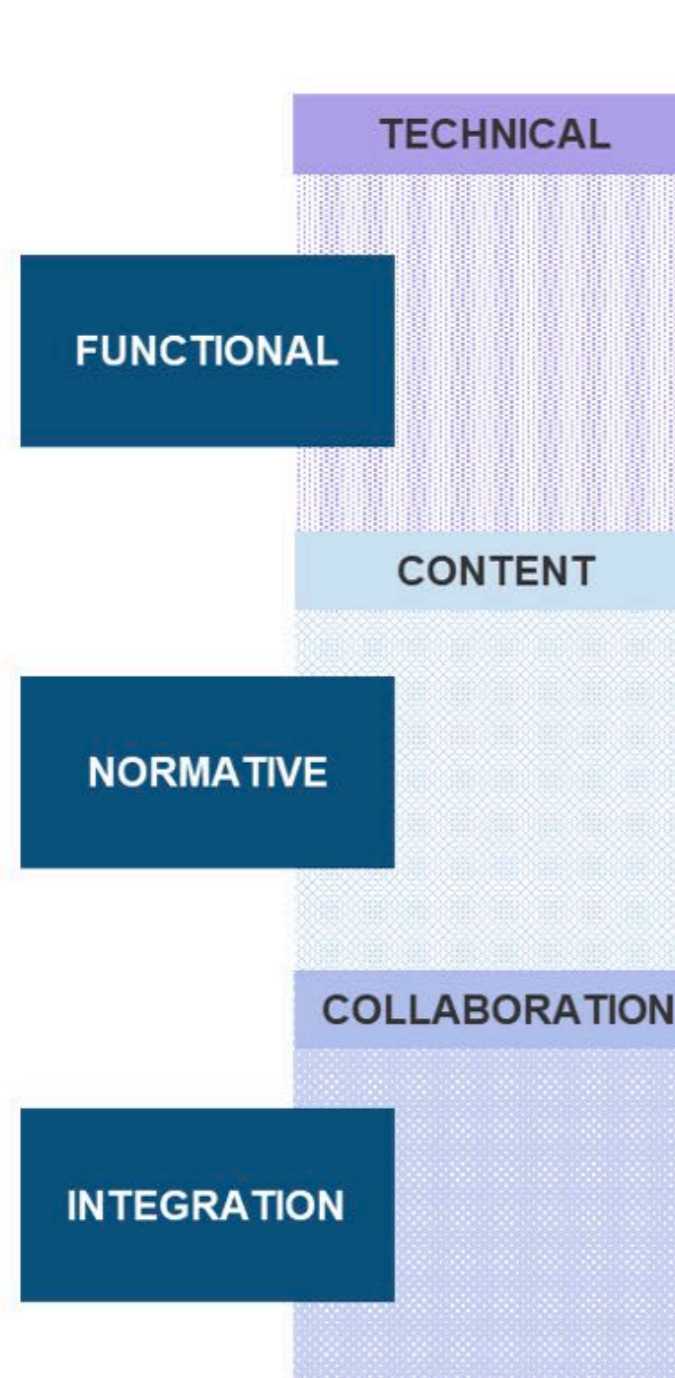 TECHNICAL
FUNCTIONAL
CONTENT
NORMATIVE
COLLABORATION
INTEGRATION